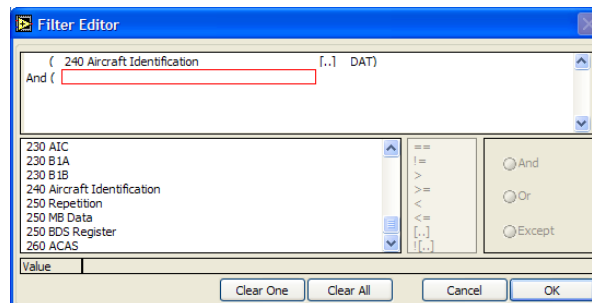 Filter Editor
( 240 Aircraft Identification [..] DAT)
And (
230 AIC
230 B1A
230 B1B
240 Aircraft Identification
250 Repetition
250 MB Data
250 BDS Register
260 ACAS
==
!=
>
>=
<
<=
[..]
![..]
And
Or
Except
Value
Clear One Clear All Cancel OK